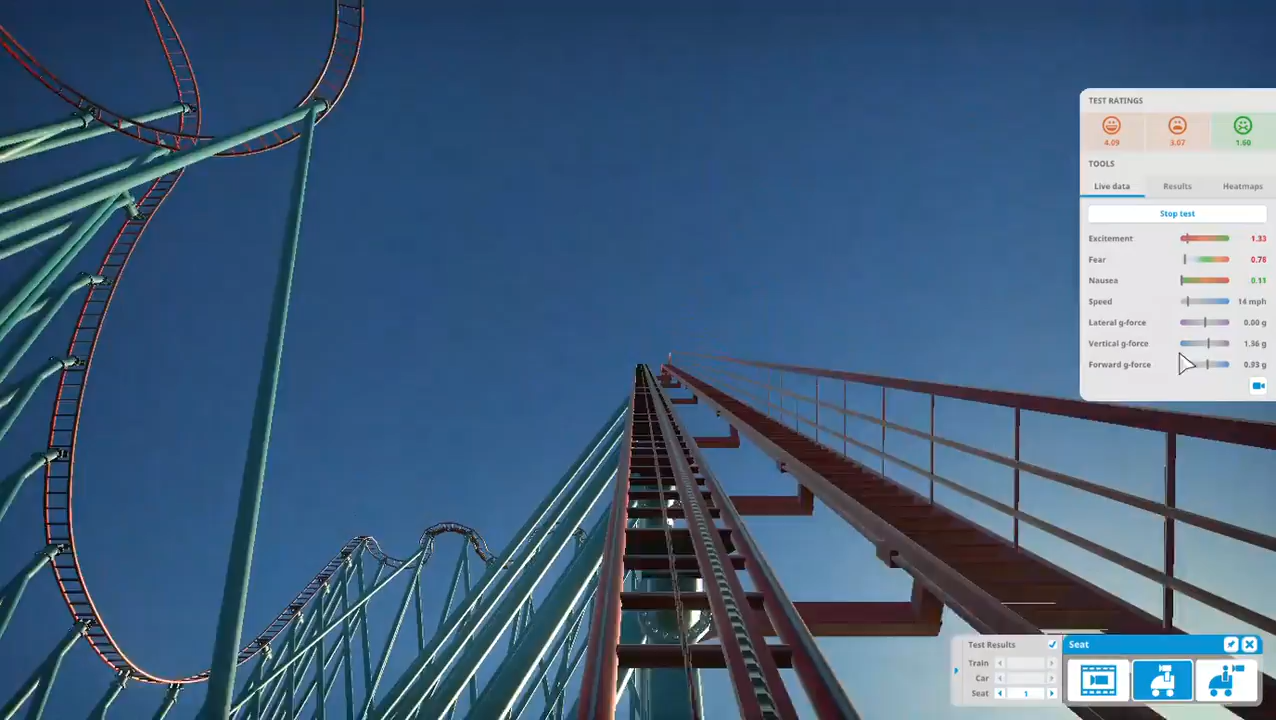 TEST RATINGS
4.09 3.07 1.60
TOOLS
Live data Results Heatmaps
Stop test
Excitement 1.33
Fear 0.76
Nausea 0.11
Speed 14 mph
Lateral g-force 0.00 g
Vertical g-force 1.36 g
Forward g-force 0.93 g
Test Results
Seat
Train
Car
Seat 1